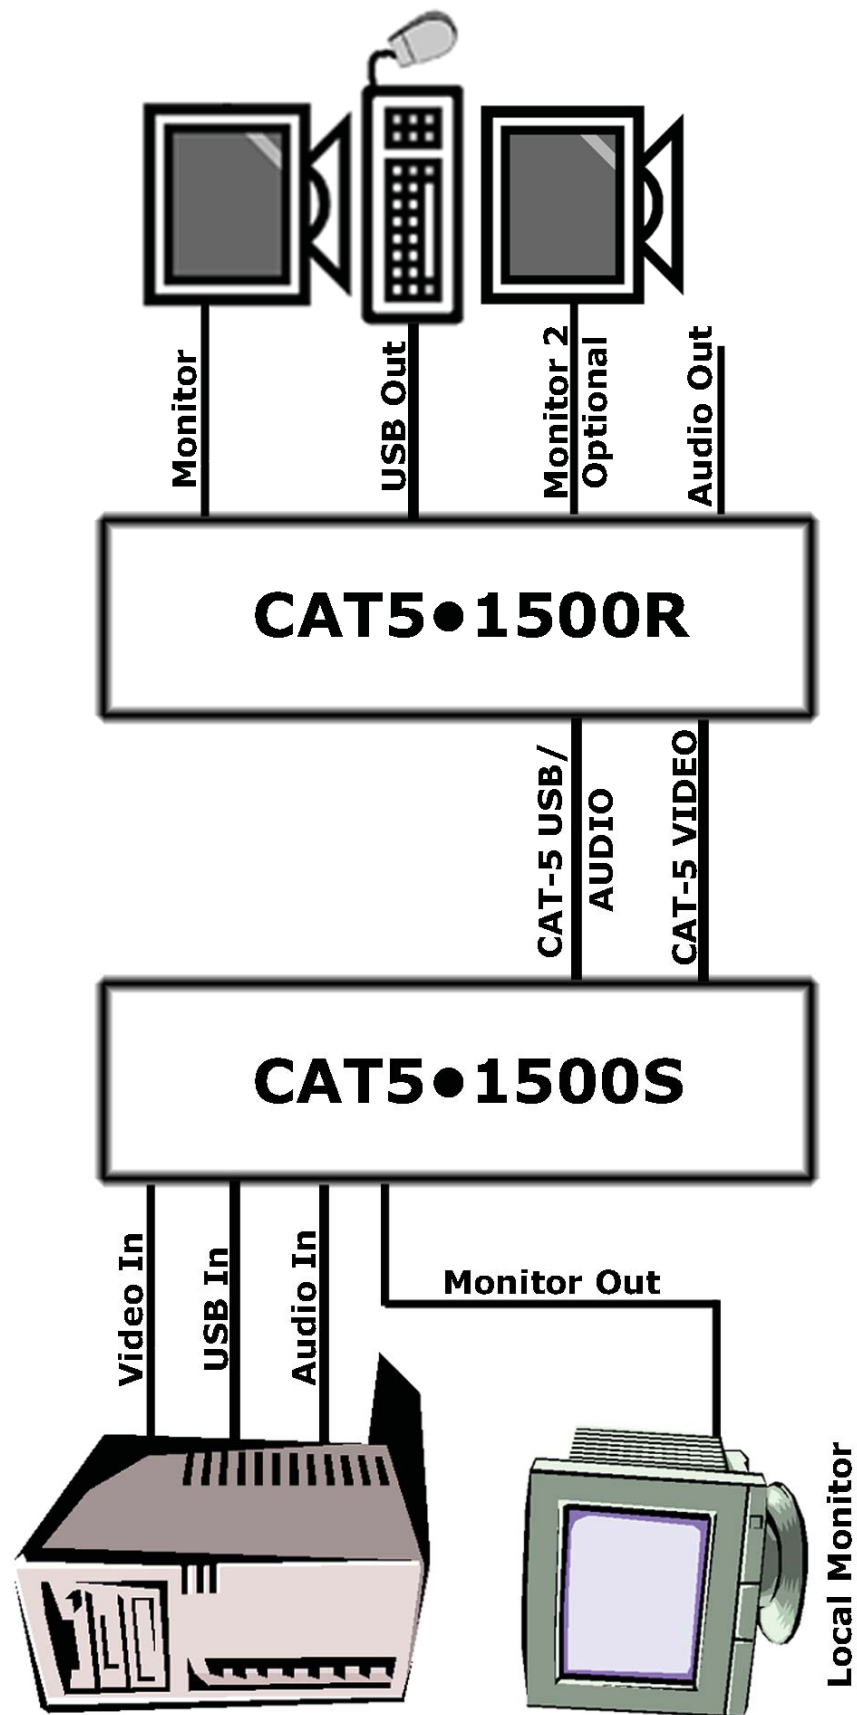 Monitor
USB Out
Monitor 2
Optional
Audio Out
CAT5•1500R
CAT-5 USB/
AUDIO
CAT-5 VIDEO
CAT5•1500S
Video In
USB In
Audio In
Monitor Out
Local Monitor